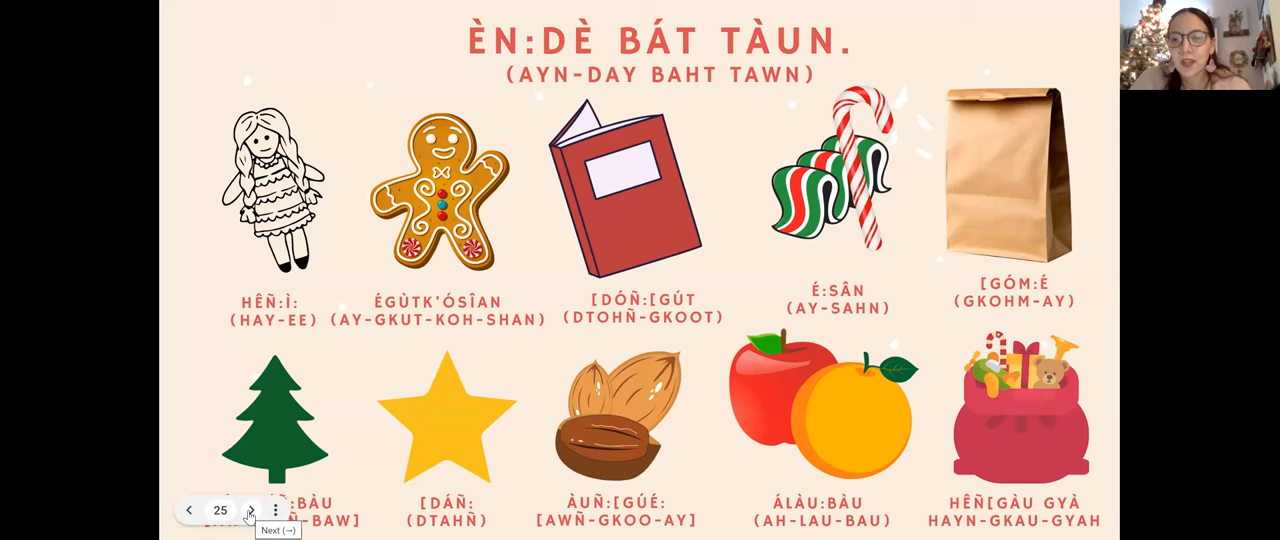 ÈN:DÈ BÁT TÀUN.
(AYN-DAY BAHT TAWN)
HÊÑ:Ì:
(HAY-EE)
ÉGÙTK'ÓSÎAN
(AY-GKUT-KOH-SHAN)
[DÓÑ:[GÚT
(DTOHÑ-GKOOT)
É:SÂN
(AY-SAHN)
[GÓM:É
(GKOHM-AY)
[DÁÑ:
(DTAHÑ)
ÀUÑ:[GÚÉ:
[AWÑ-GKOO-AY]
ÁLÀU:BÀU
(AH-LAU-BAU)
HÊÑ[GÀU GYÀ
HAYN-GKAU-GYAH
25
Next (→)